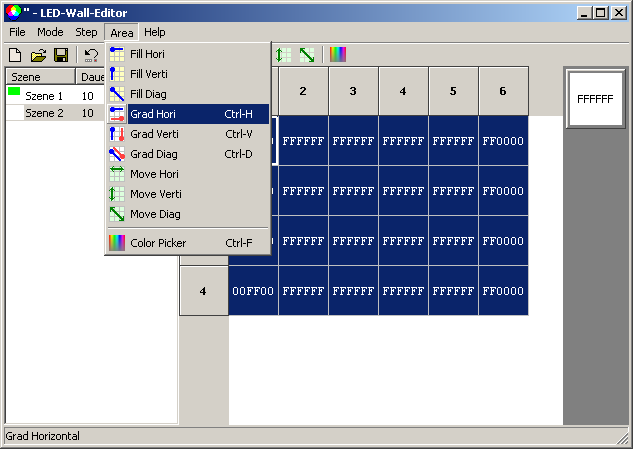 " - LED-Wall-Editor
File Mode Step Area Help
Szene Daue
Szene 1 10
Szene 2 10
Fill Hori
Fill Verti
Fill Diag
Grad Hori Ctrl-H
Grad Verti Ctrl-V
Grad Diag Ctrl-D
Move Hori
Move Verti
Move Diag
Color Picker Ctrl-F
2 3 4 5 6
0 FFFFFF FFFFFF FFFFFF FFFFFF FF0000
0 FFFFFF FFFFFF FFFFFF FFFFFF FF0000
0 FFFFFF FFFFFF FFFFFF FFFFFF FF0000
4 00FF00 FFFFFF FFFFFF FFFFFF FFFFFF FF0000
FFFFFF
Grad Horizontal